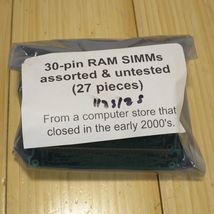 30-pin RAM SIMMs
assorted & untested
(27 pieces)
From a computer store that
closed in the early 2000's.